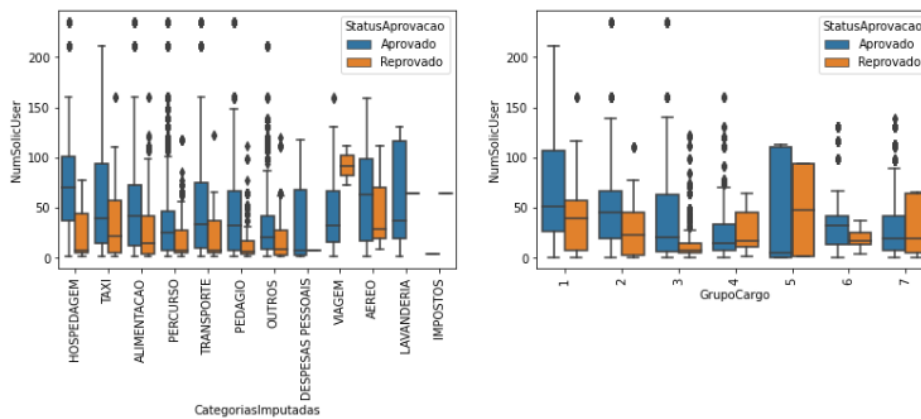 StatusAprovacao
Aprovado
Reprovado
NumSolicUser
200
150
100
50
0
HOSPEDAGEM
TAXI
ALIMENTACAO
PERCURSO
TRANSPORTE
PEDAGIO
OUTROS
DESPESAS PESSOAIS
VIAGEM
AEREO
LAVANDERIA
IMPOSTOS
CategoriasImputadas
StatusAprovacao
Aprovado
Reprovado
NumSolicUser
200
150
100
50
0
1
2
3
4
5
6
7
GrupoCargo